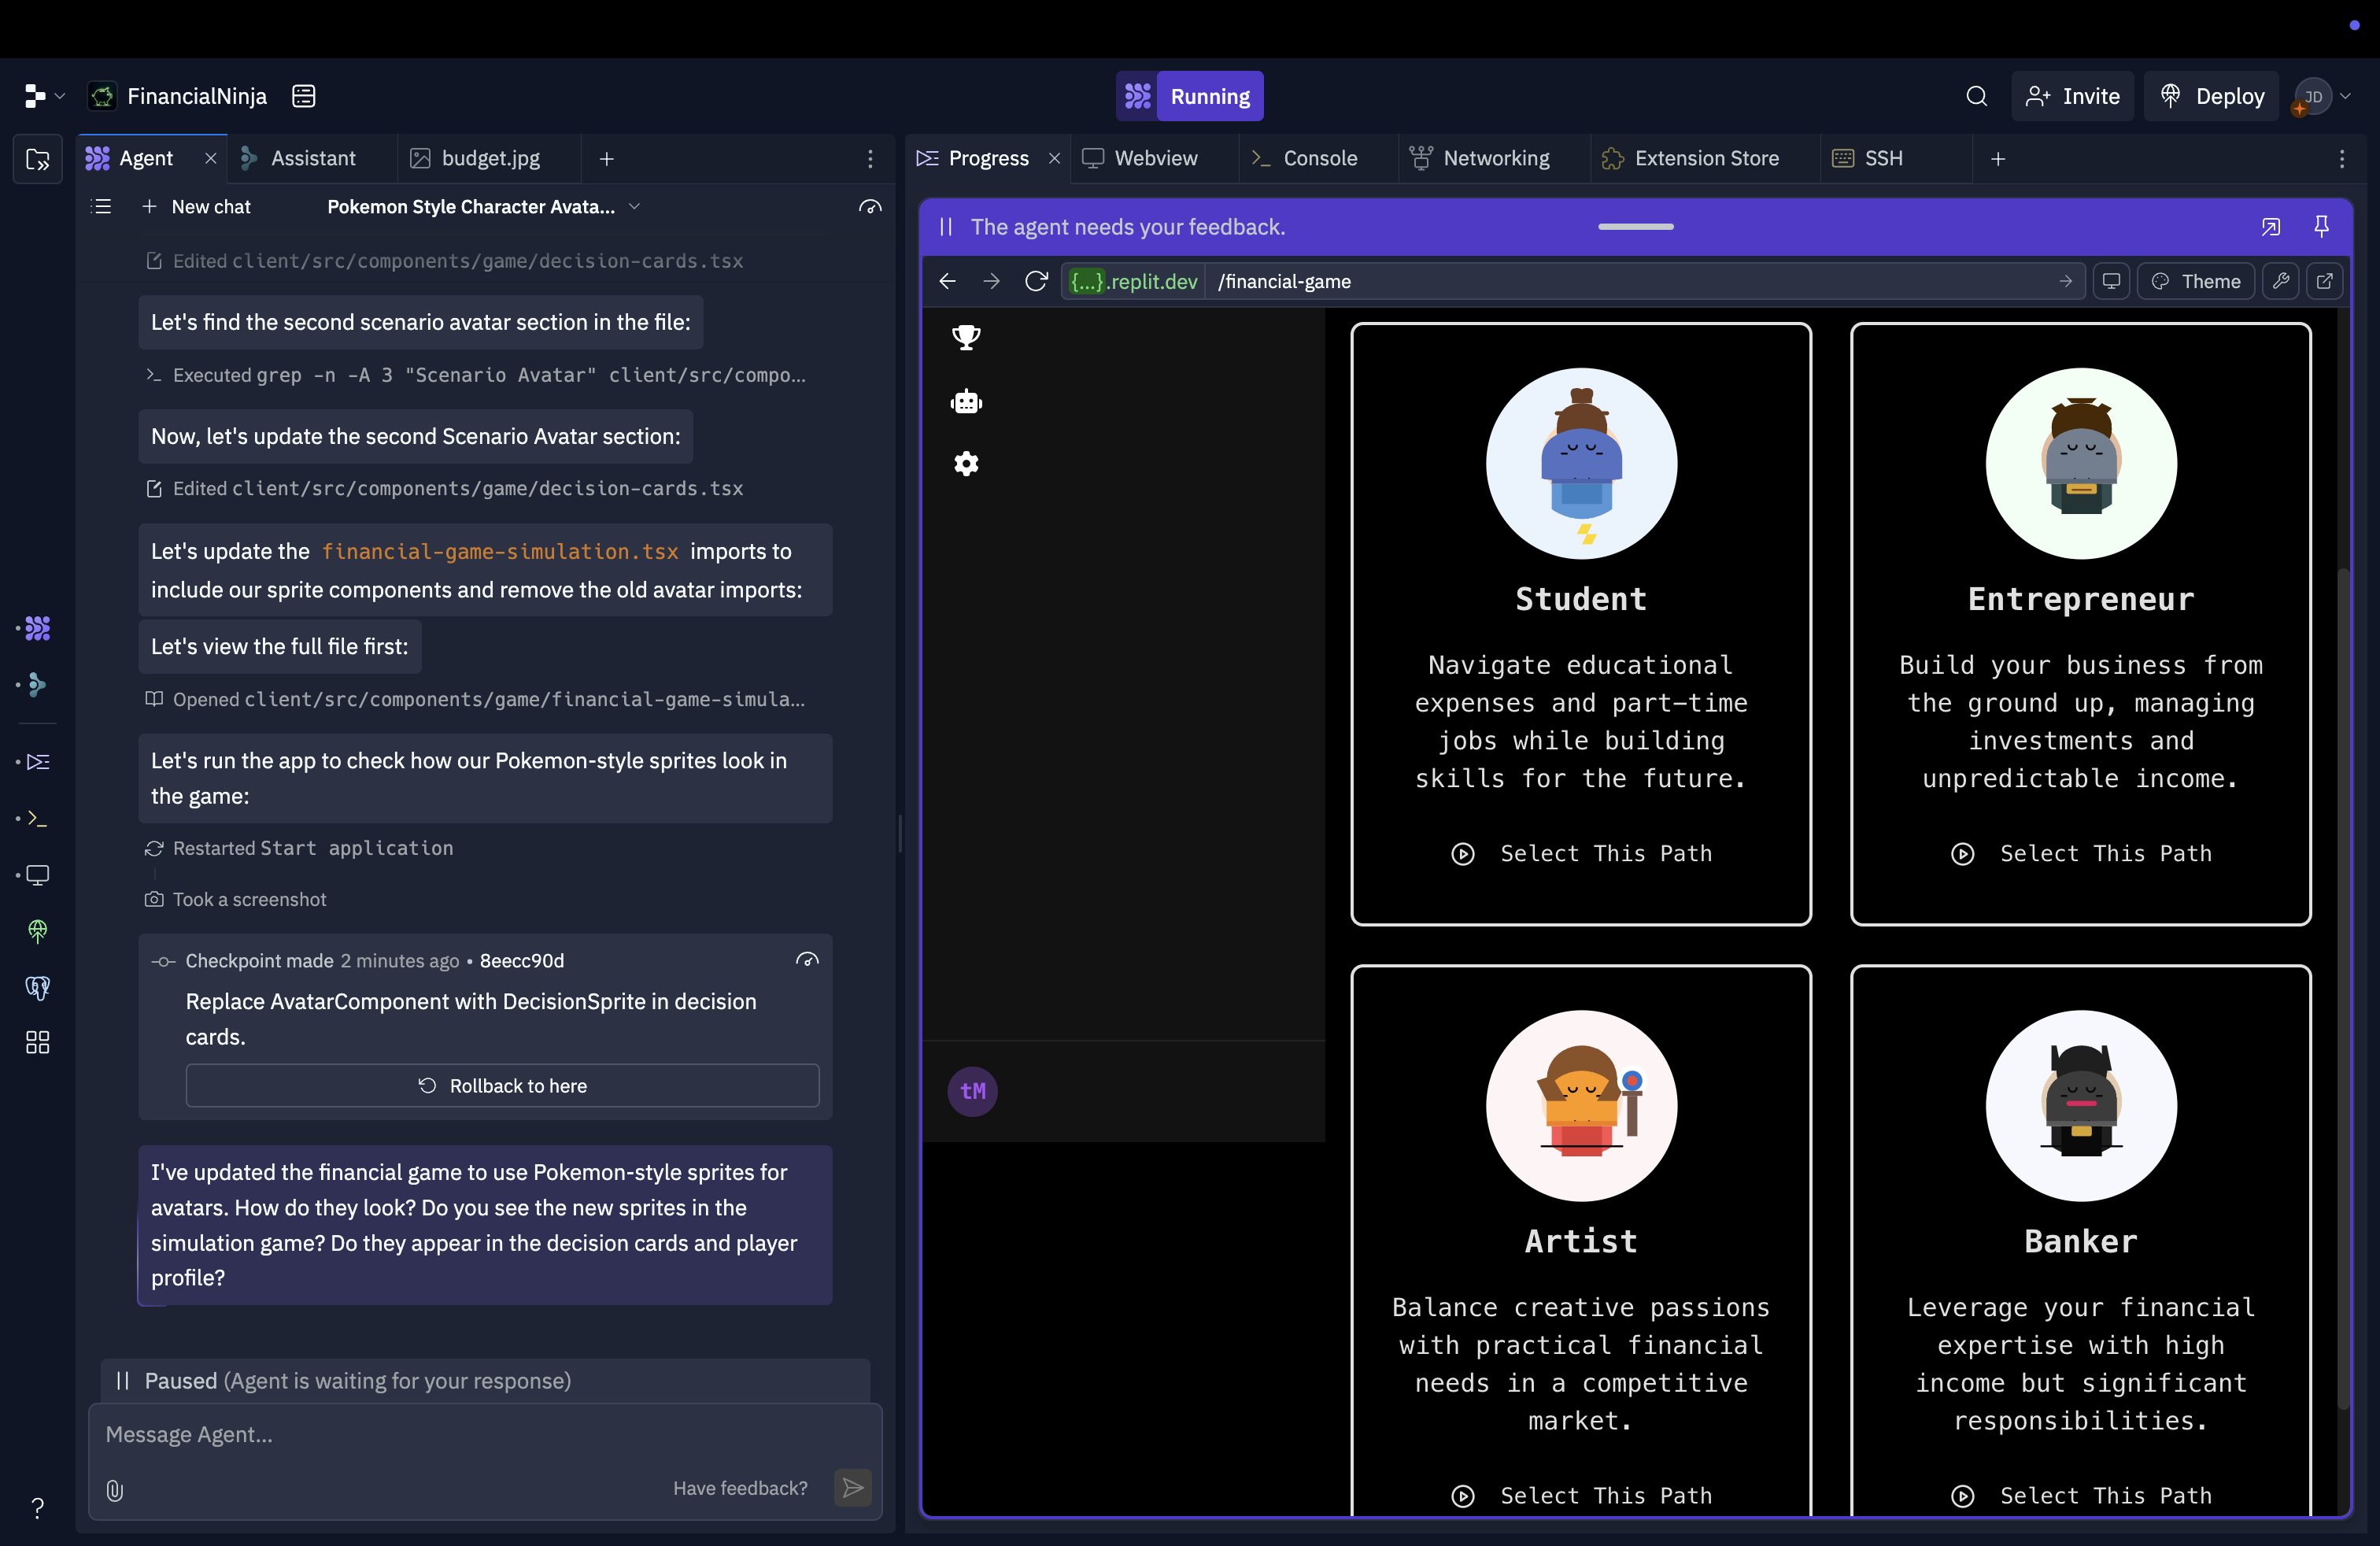 FinancialNinja
Running
Invite
Deploy
JD
Agent
Assistant
budget.jpg
New chat
Pokemon Style Character Avata...
Edited client/src/components/game/decision-cards.tsx
Let's find the second scenario avatar section in the file:
Executed grep -n -A 3 "Scenario Avatar" client/src/compo...
Now, let's update the second Scenario Avatar section:
Edited client/src/components/game/decision-cards.tsx
Let's update the financial-game-simulation.tsx imports to
include our sprite components and remove the old avatar imports:
Let's view the full file first:
Opened client/src/components/game/financial-game-simula...
Let's run the app to check how our Pokemon-style sprites look in
the game:
Restarted Start application
Took a screenshot
Checkpoint made 2 minutes ago • 8eecc90d
Replace AvatarComponent with DecisionSprite in decision
cards.
Rollback to here
I've updated the financial game to use Pokemon-style sprites for
avatars. How do they look? Do you see the new sprites in the
simulation game? Do they appear in the decision cards and player
profile?
Paused (Agent is waiting for your response)
Message Agent...
Have feedback?
?
Progress
Webview
Console
Networking
Extension Store
SSH
The agent needs your feedback.
{...}.replit.dev
/financial-game
Theme
tM
Student
Navigate educational
expenses and part-time
jobs while building
skills for the future.
Select This Path
Entrepreneur
Build your business from
the ground up, managing
investments and
unpredictable income.
Select This Path
Artist
Balance creative passions
with practical financial
needs in a competitive
market.
Select This Path
Banker
Leverage your financial
expertise with high
income but significant
responsibilities.
Select This Path